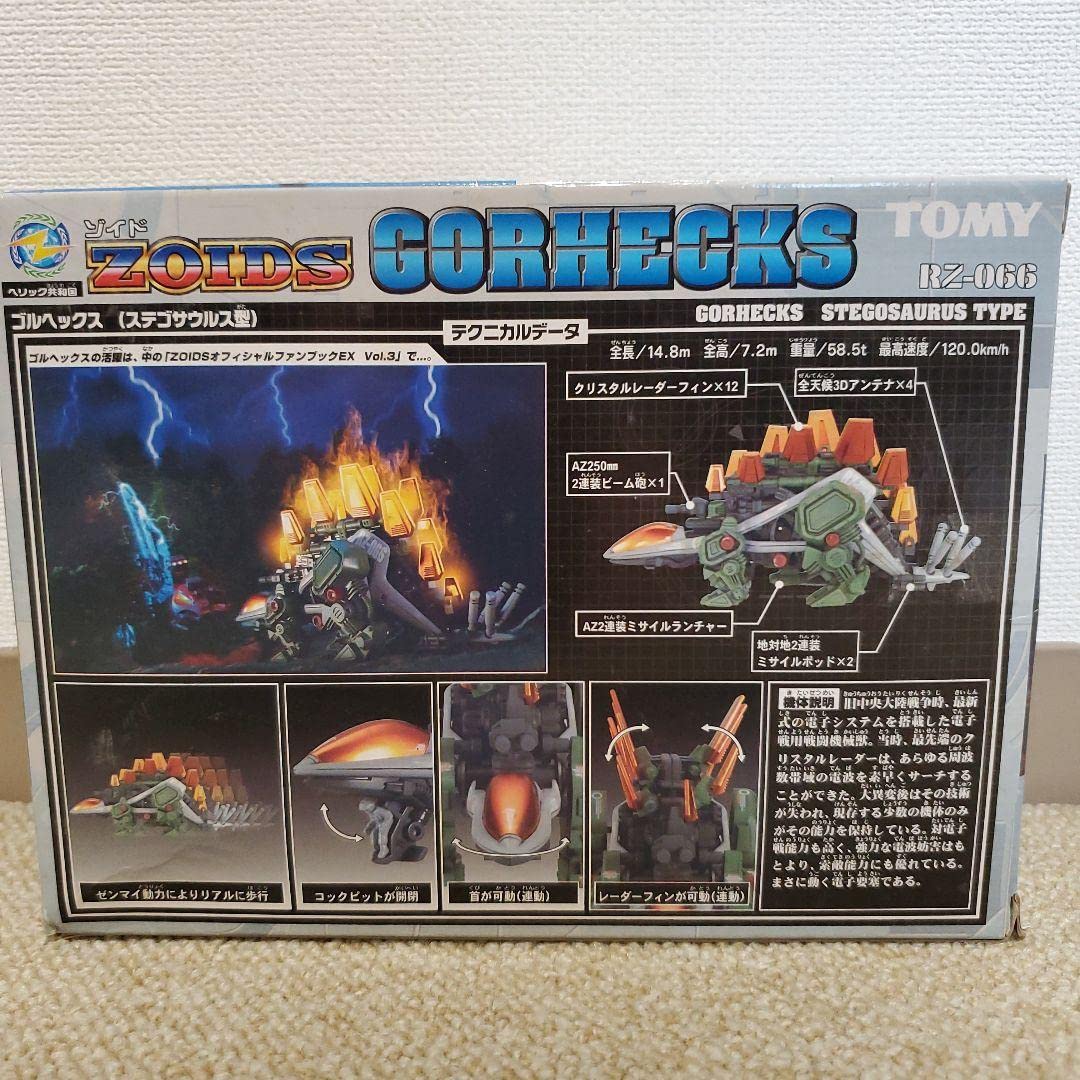 ゾイド
ZOIDS GORHECKS
TOMY
RZ-066
ヘリック共和国
ゴルヘックス (ステゴサウルス型)
GORHECKS STEGOSAURUS TYPE
テクニカルデータ
全長/14.8m 全高/7.2m 重量/58.5t 最高速度/120.0km/h
ゴルヘックスの活躍は、中の「ZOIDSオフィシャルファンブックEX Vol.3」で…。
クリスタルレーダーフィン×12
全天候3Dアンテナ×4
AZ250mm
2連装ビーム砲×1
AZ2連装ミサイルランチャー
地対地2連装
ミサイルポッド×2
ゼンマイ動力によりリアルに歩行
コックピットが開閉
首が可動(連動)
レーダーフィンが可動(連動)
機体説明 旧中央大陸戦争時、最新
式の電子システムを搭載した電子
戦用戦闘機械獣。当時、最先端のク
リスタルレーダーは、あらゆる周波
数帯域の電波を素早くサーチする
ことができた。大異変後はその技術
が失われ、現存する少数の機体のみ
がその能力を保持している。対電子
戦能力も高く、強力な電波妨害はも
とより、索敵能力にも優れている。
まさに動く電子要塞である。